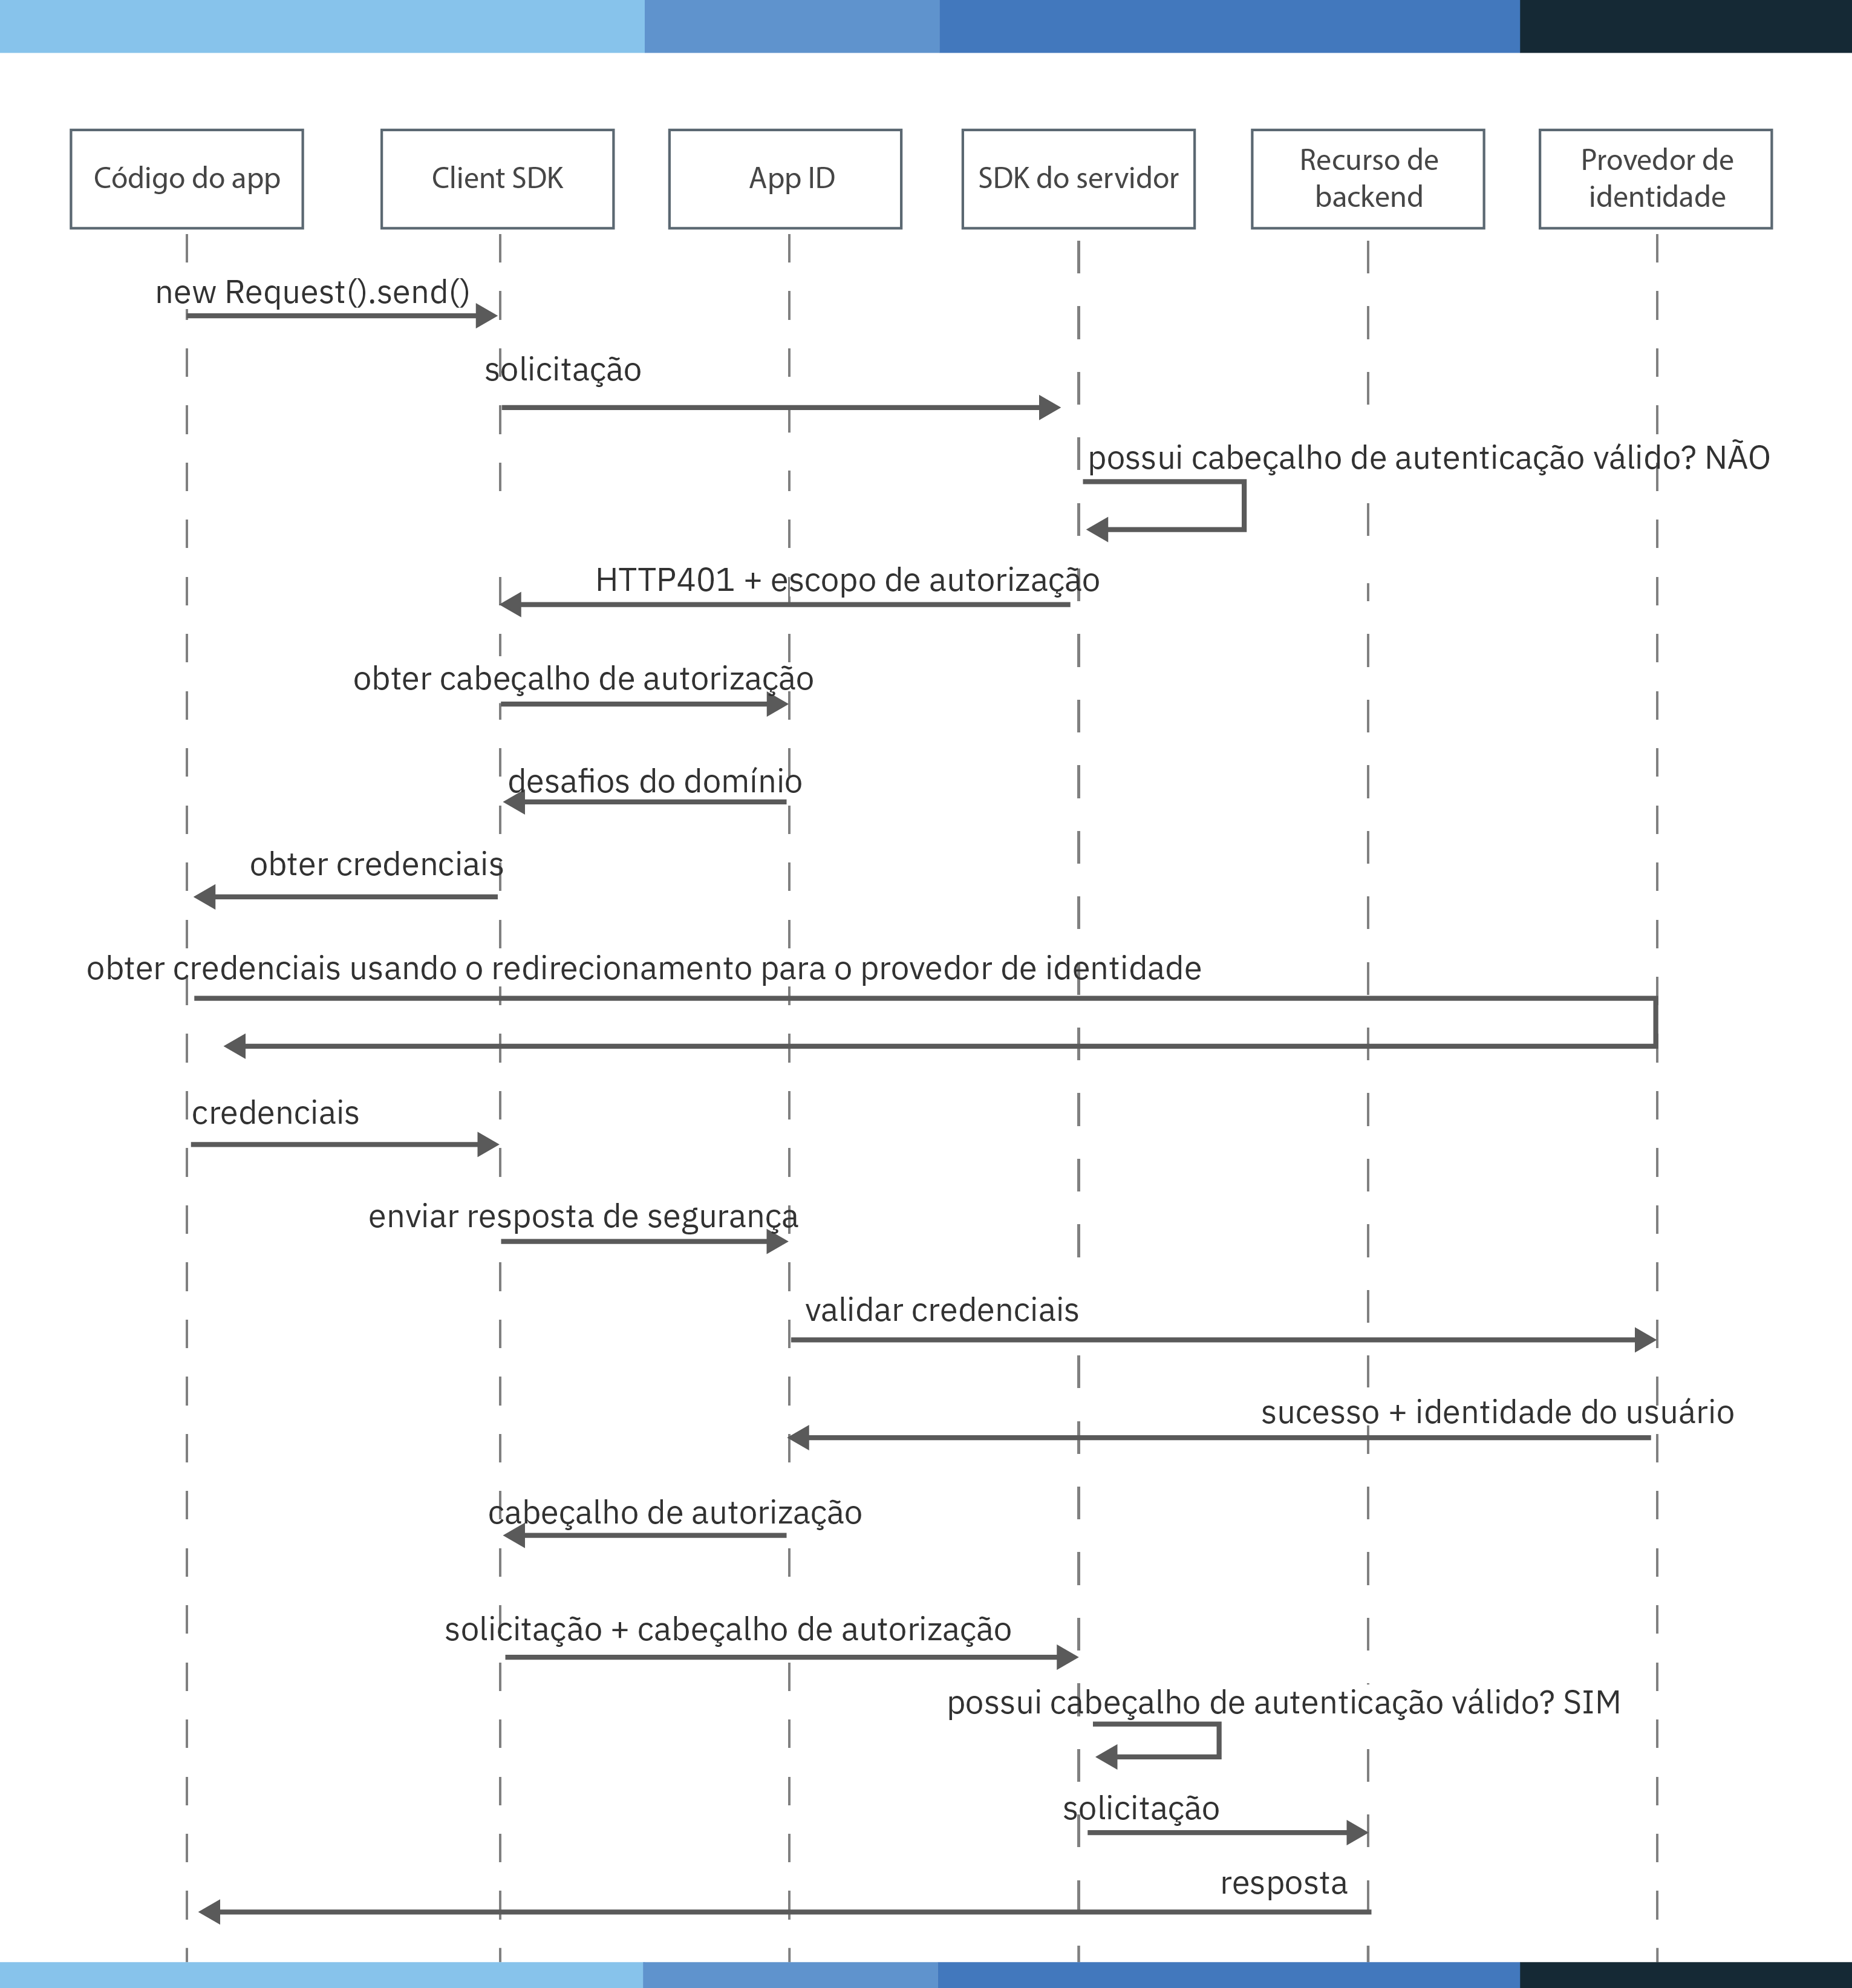 Código do app
Client SDK
App ID
SDK do servidor
Recurso de
backend
Provedor de
identidade
new Request().send()
solicitação
possui cabeçalho de autenticação válido? NÃO
HTTP401 + escopo de autorização
obter cabeçalho de autorização
desafios do domínio
obter credenciais
obter credenciais usando o redirecionamento para o provedor de identidade
credenciais
enviar resposta de segurança
validar credenciais
sucesso + identidade do usuário
cabeçalho de autorização
solicitação + cabeçalho de autorização
possui cabeçalho de autenticação válido? SIM
solicitação
resposta